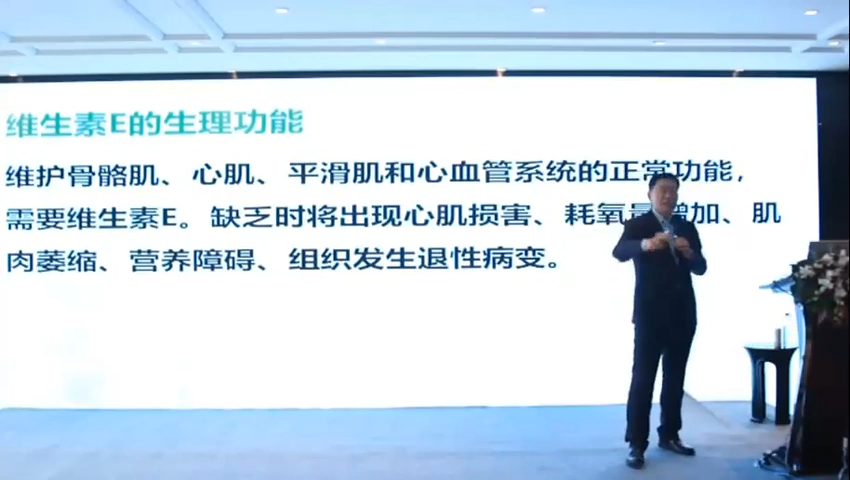 维生素E的生理功能
维护骨骼肌、心肌、平滑肌和心血管系统的正常功能，
需要维生素E。缺乏时将出现心肌损害、耗氧量增加、肌
肉萎缩、营养障碍、组织发生退性病变。